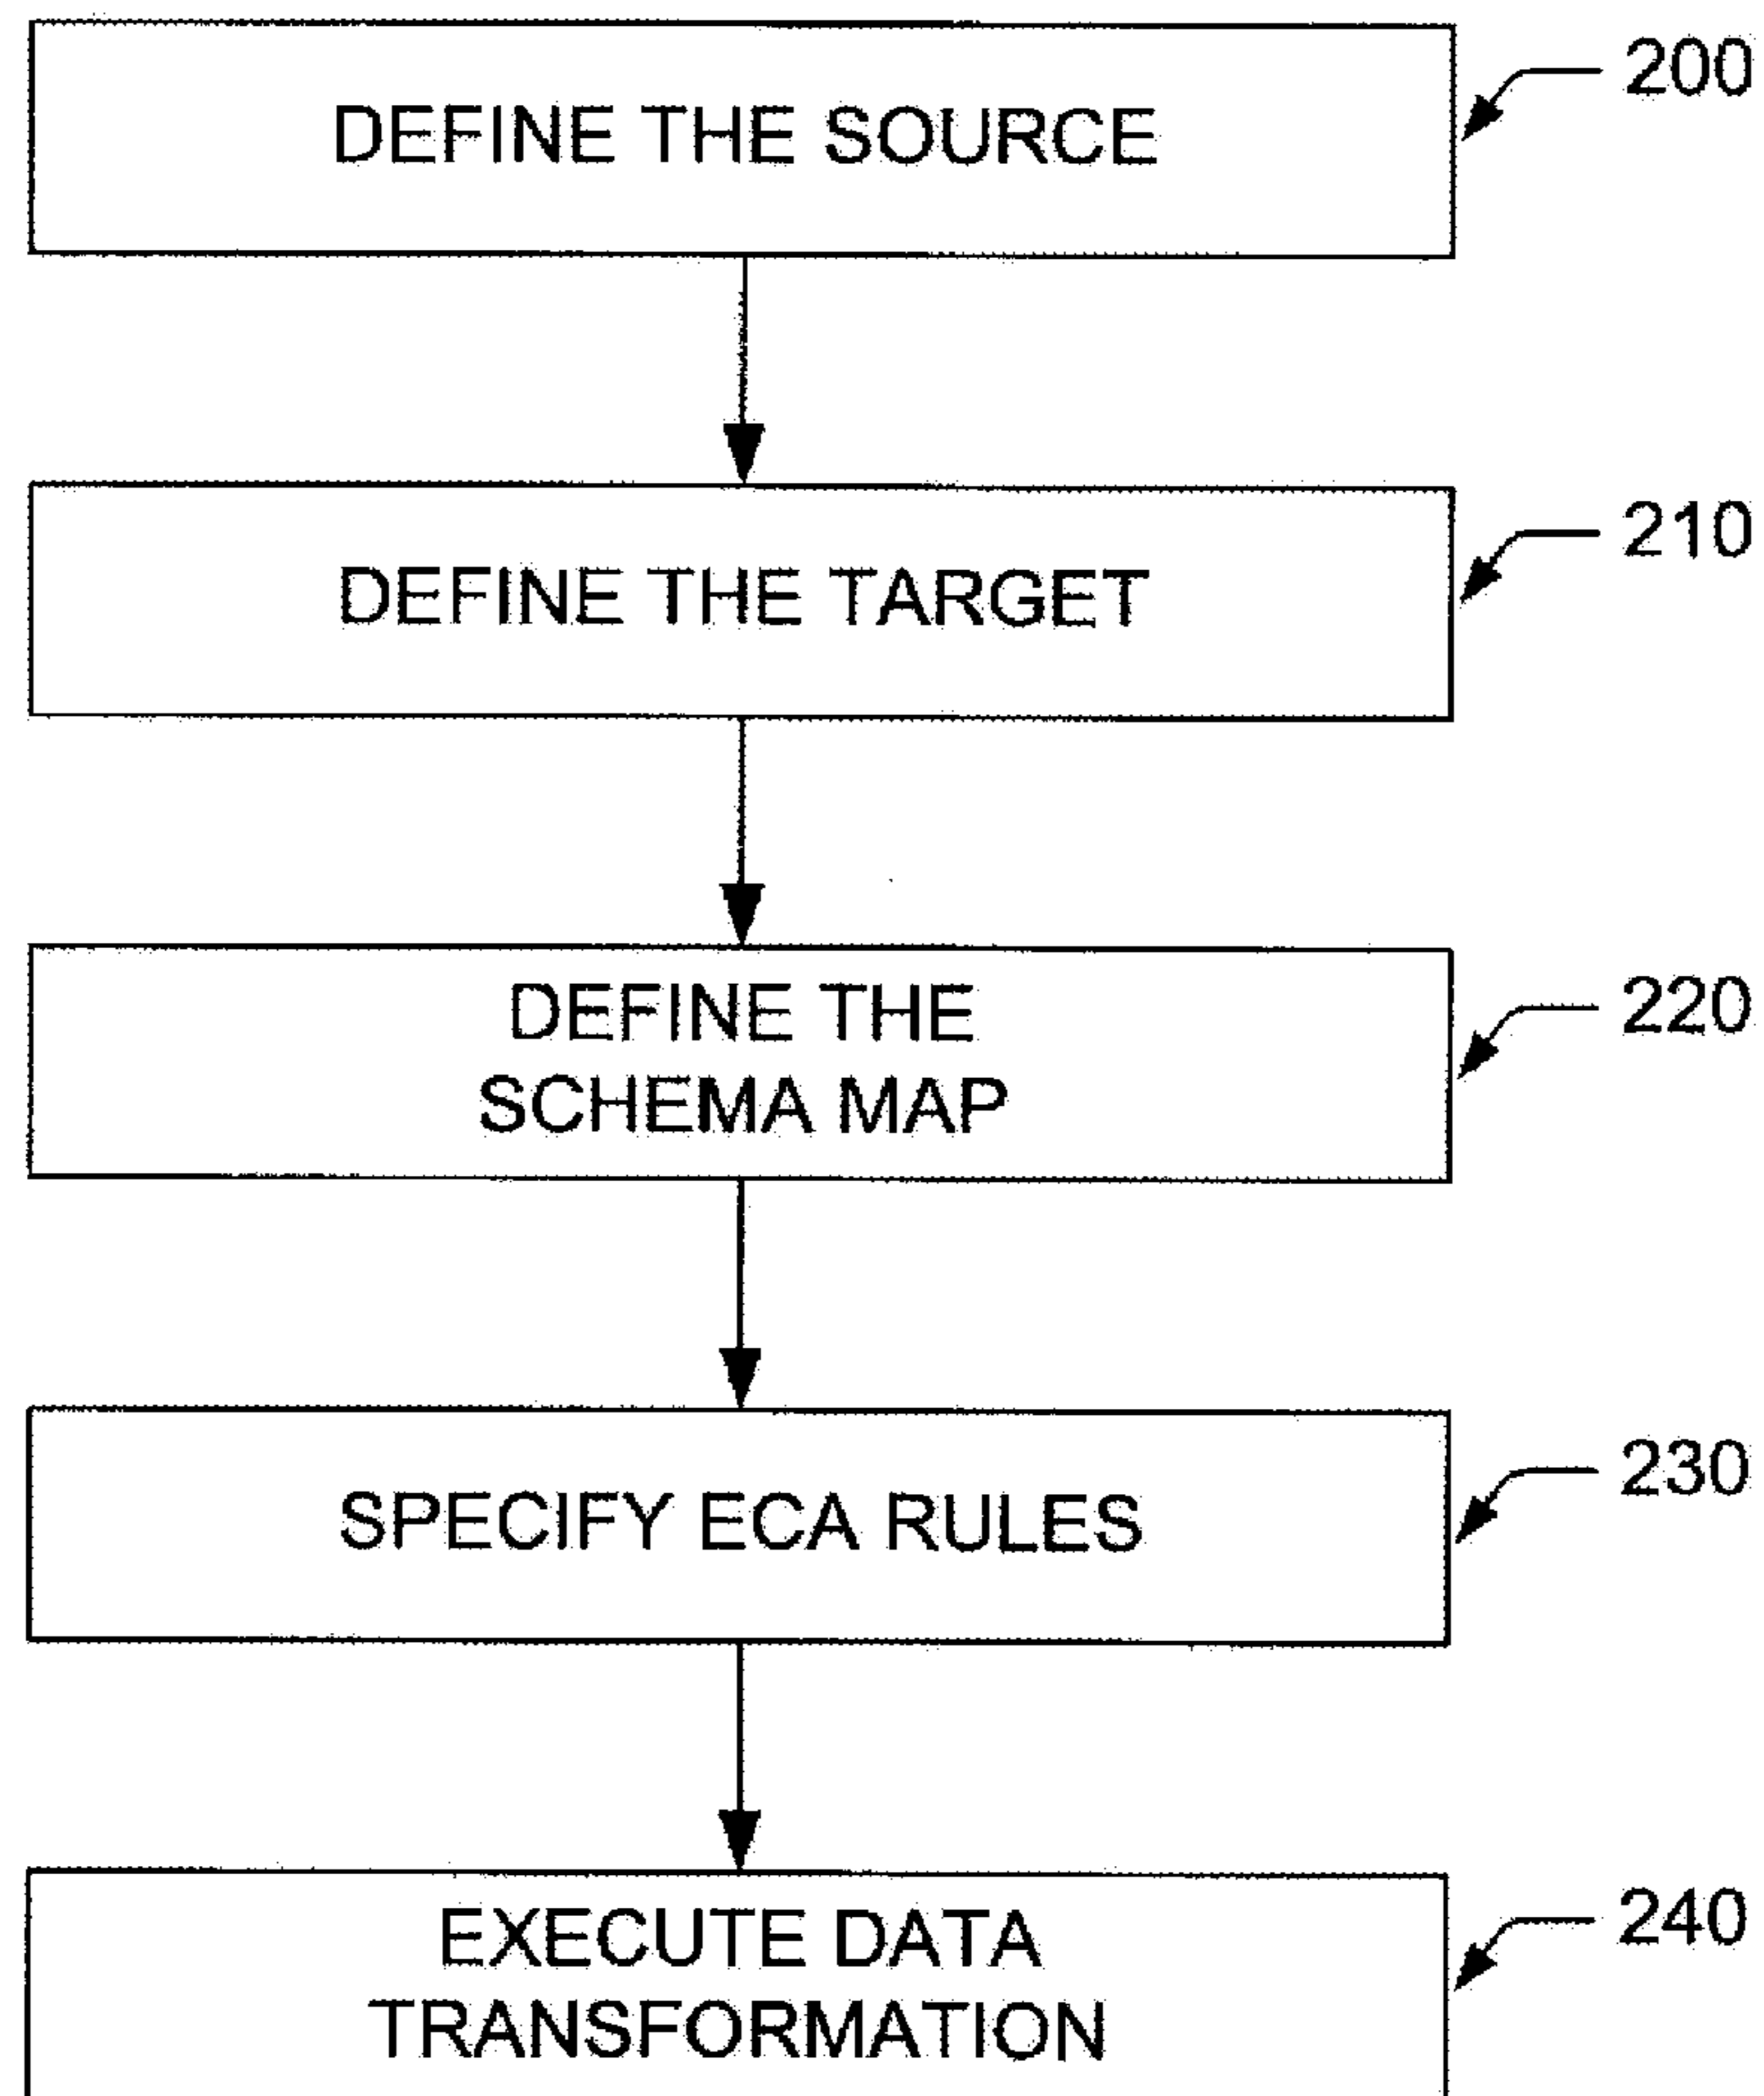 DEFINE THE SOURCE
200
DEFINE THE TARGET
210
DEFINE THE
SCHEMA MAP
220
SPECIFY ECA RULES
230
EXECUTE DATA
TRANSFORMATION
240